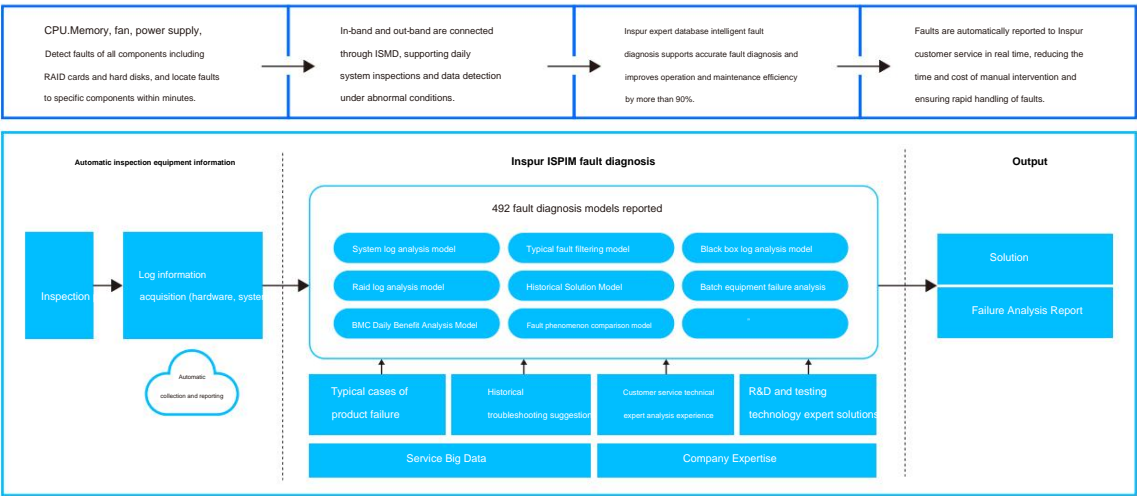 CPU.Memory, fan, power supply,
Detect faults of all components including
RAID cards and hard disks, and locate faults
to specific components within minutes.
In-band and out-band are connected
through ISMD, supporting daily
system inspections and data detection
under abnormal conditions.
Inspur expert database intelligent fault
diagnosis supports accurate fault diagnosis and
improves operation and maintenance efficiency
by more than 90%.
Faults are automatically reported to Inspur
customer service in real time, reducing the
time and cost of manual intervention and
ensuring rapid handling of faults.
Automatic inspection equipment information
Inspur ISPIM fault diagnosis
Output
Inspection
Log information
acquisition (hardware, syste
Automatic
collection and reporting
492 fault diagnosis models reported
System log analysis model
Typical fault filtering model
Black box log analysis model
Raid log analysis model
Historical Solution Model
Batch equipment failure analysis
BMC Daily Benefit Analysis Model
Fault phenomenon comparison model
Typical cases of
product failure
Historical
troubleshooting suggestion
Customer service technical
expert analysis experience
R&D and testing
technology expert solutions
Service Big Data
Company Expertise
Solution
Failure Analysis Report